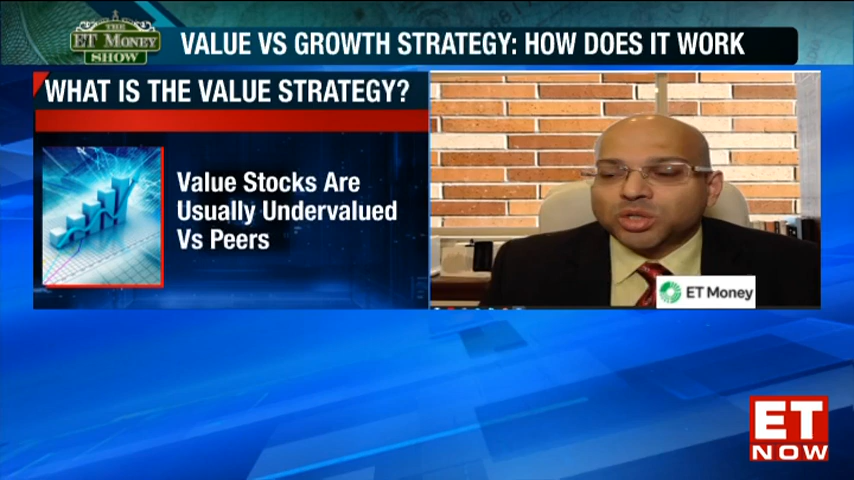 THE
ET MONEY
SHOW
VALUE VS GROWTH STRATEGY: HOW DOES IT WORK
WHAT IS THE VALUE STRATEGY?
Value Stocks Are
Usually Undervalued
Vs Peers
ET Money
ET
NOW